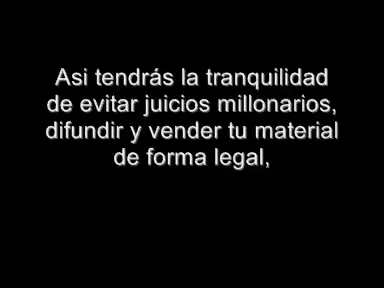 Asi tendrás la tranquilidad
de evitar juicios millonarios,
difundir y vender tu material
de forma legal,